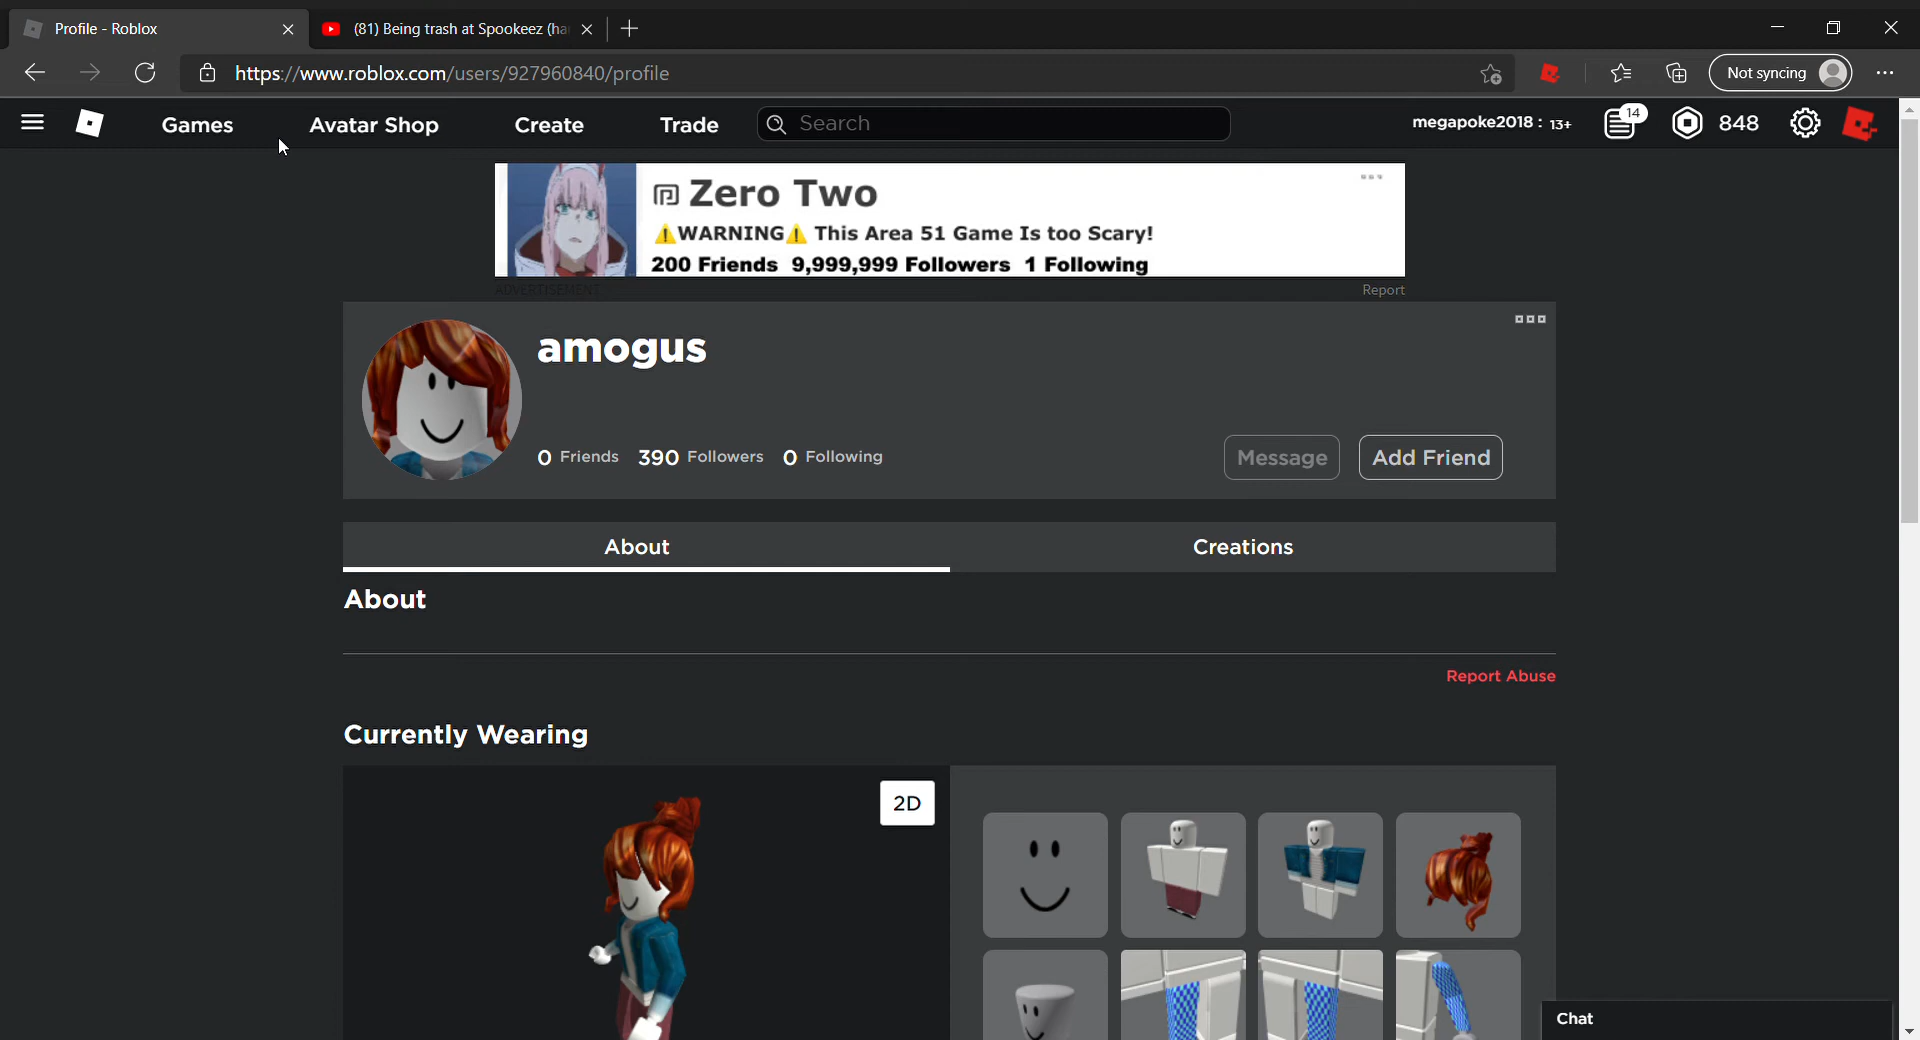 Profile - Roblox
(81) Being trash at Spookeez (ha
https://www.roblox.com/users/927960840/profile
Not syncing
Games
Avatar Shop
Create
Trade
Search
megapoke2018 : 13+
14
848
Zero Two
⚠WARNING⚠ This Area 51 Game Is too Scary!
200 Friends 9,999,999 Followers 1 Following
ADVERTISEMENT
Report
amogus
0 Friends 390 Followers 0 Following
Message
Add Friend
About
Creations
About
Report Abuse
Currently Wearing
2D
Chat